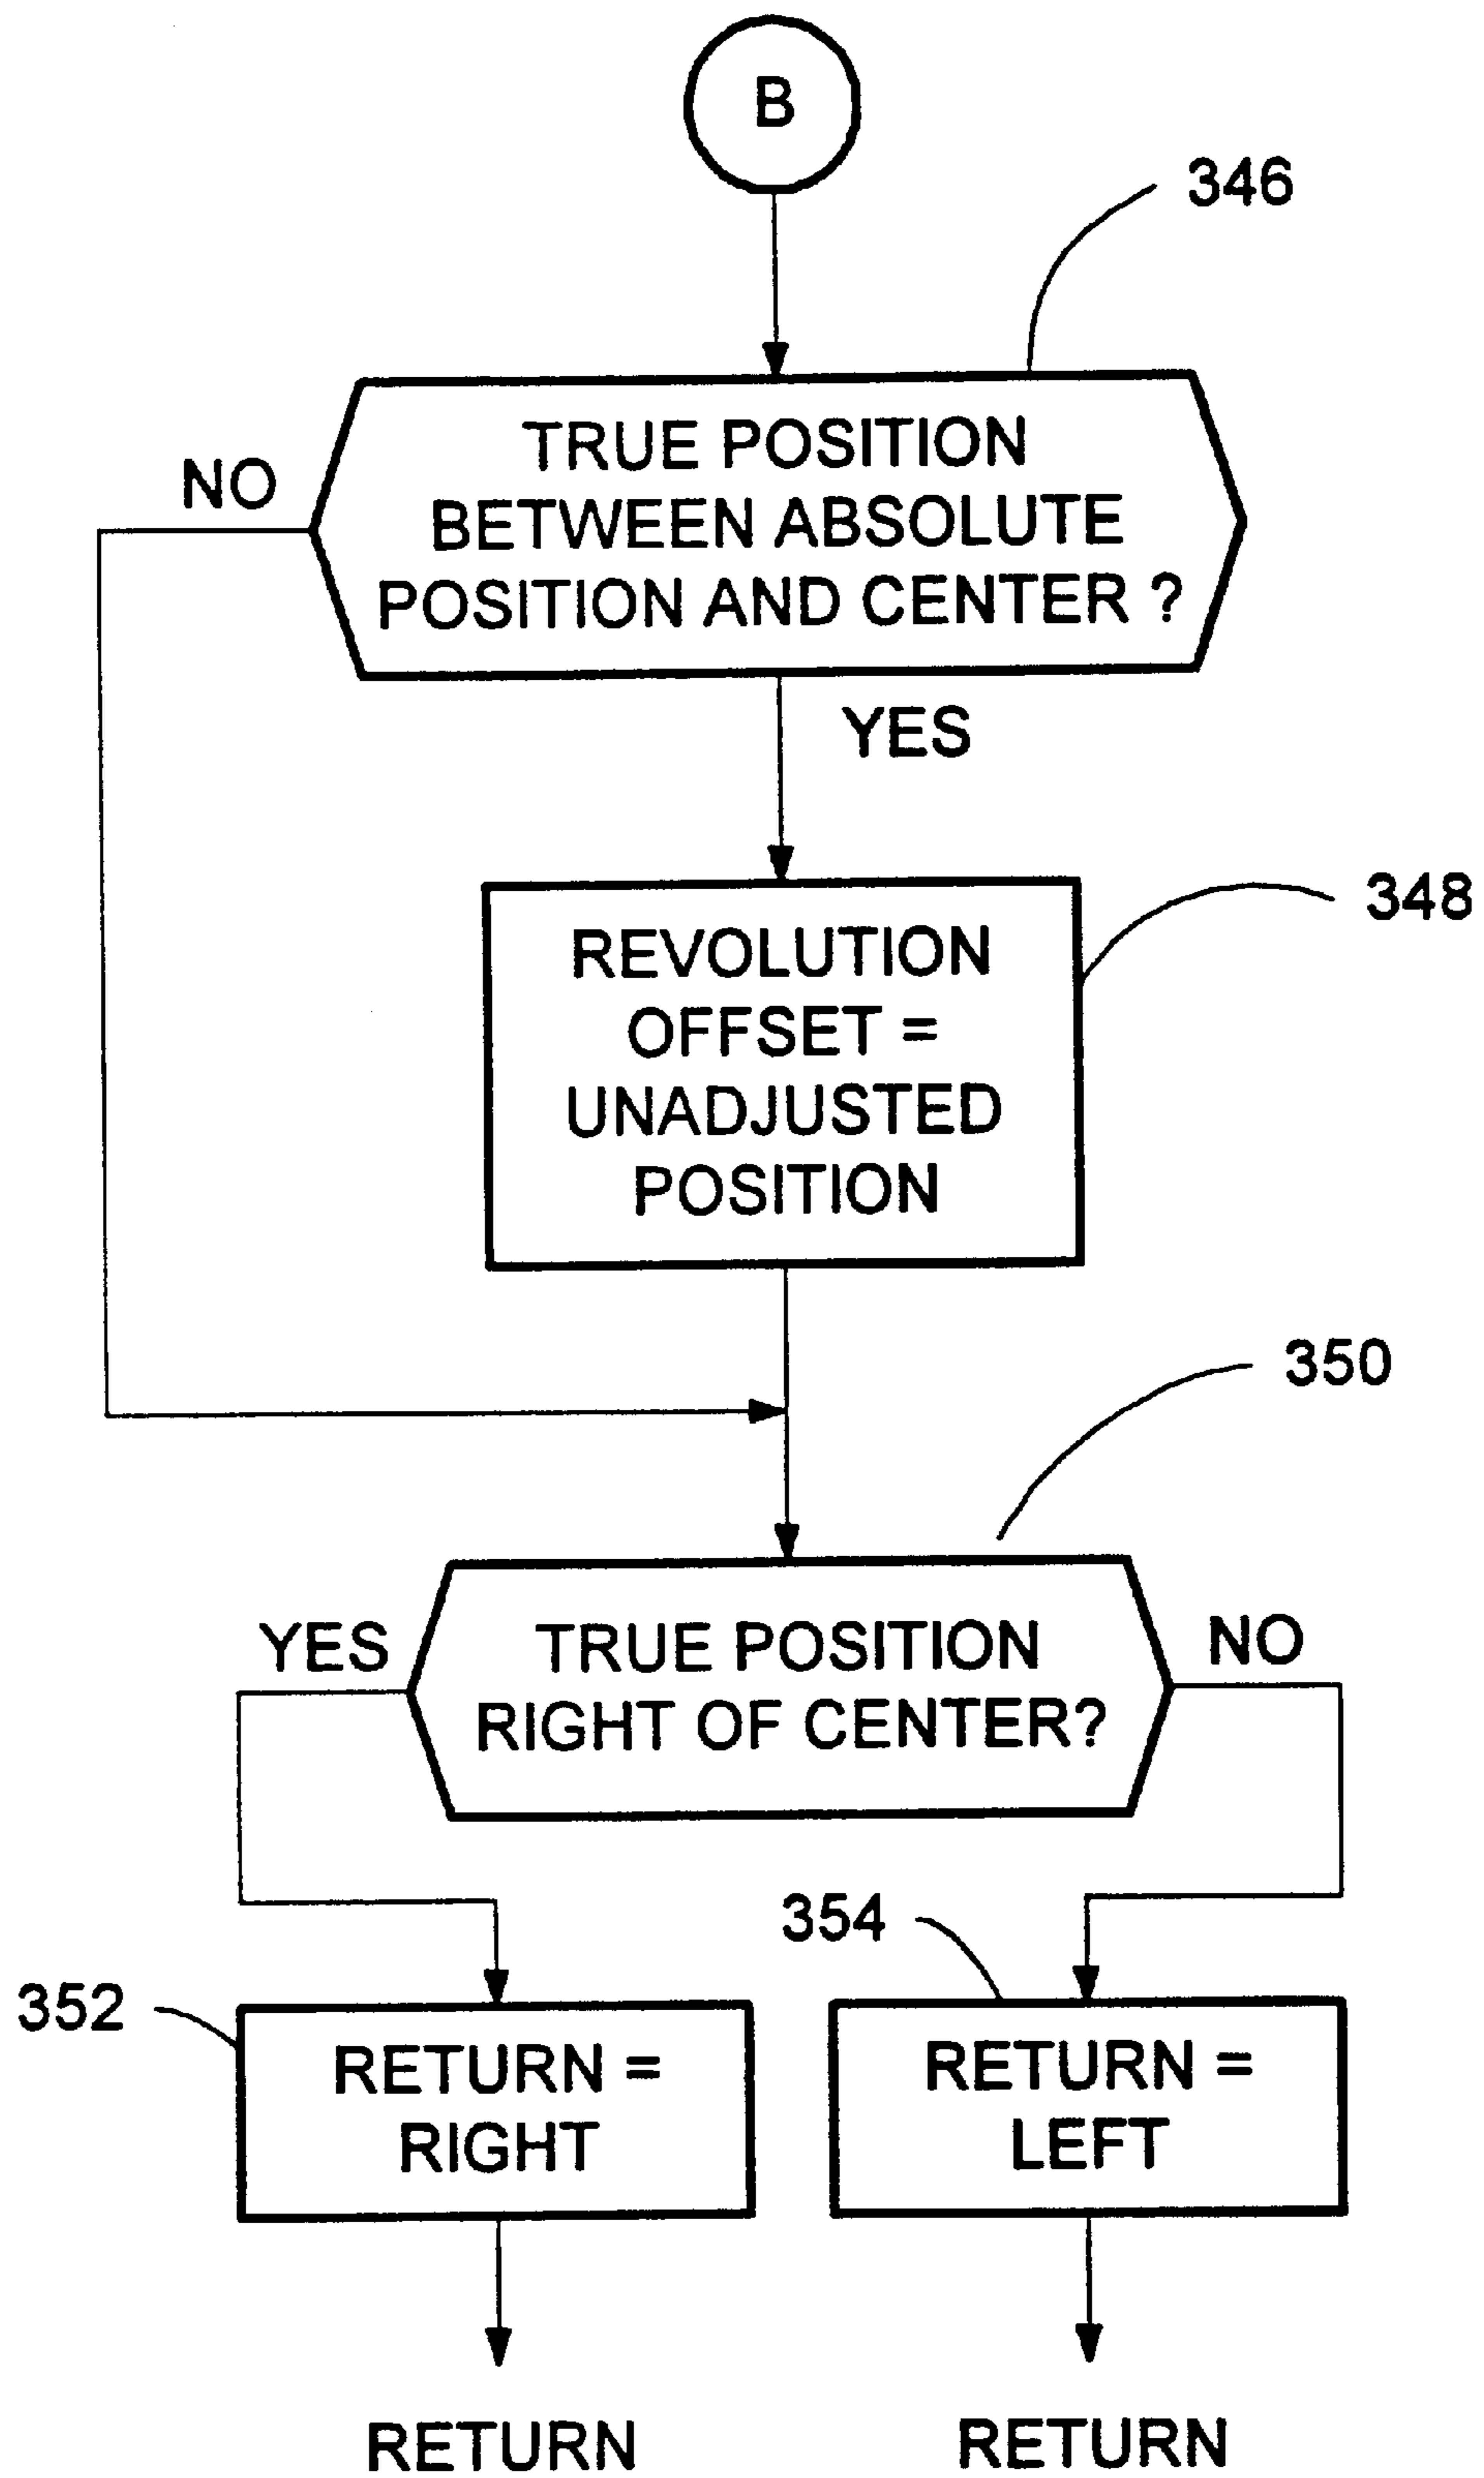 B
346
TRUE POSITION
BETWEEN ABSOLUTE
POSITION AND CENTER ?
NO
YES
348
REVOLUTION
OFFSET =
UNADJUSTED
POSITION
350
TRUE POSITION
RIGHT OF CENTER?
YES
NO
352
RETURN =
RIGHT
354
RETURN =
LEFT
RETURN
RETURN